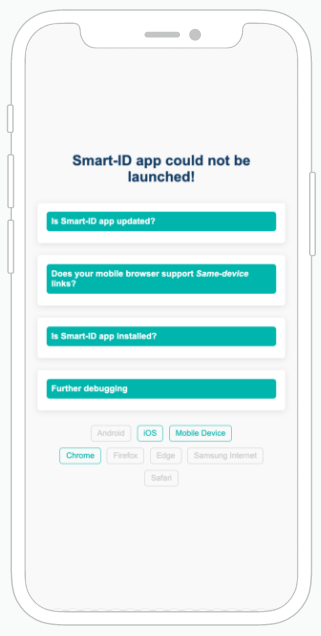 Smart-ID app could not be
launched!
Is Smart-ID app updated?
Does your mobile browser support Same-device
links?
Is Smart-ID app installed?
Further debugging
Android iOS Mobile Device
Chrome Firefox Edge Samsung Internet
Safari